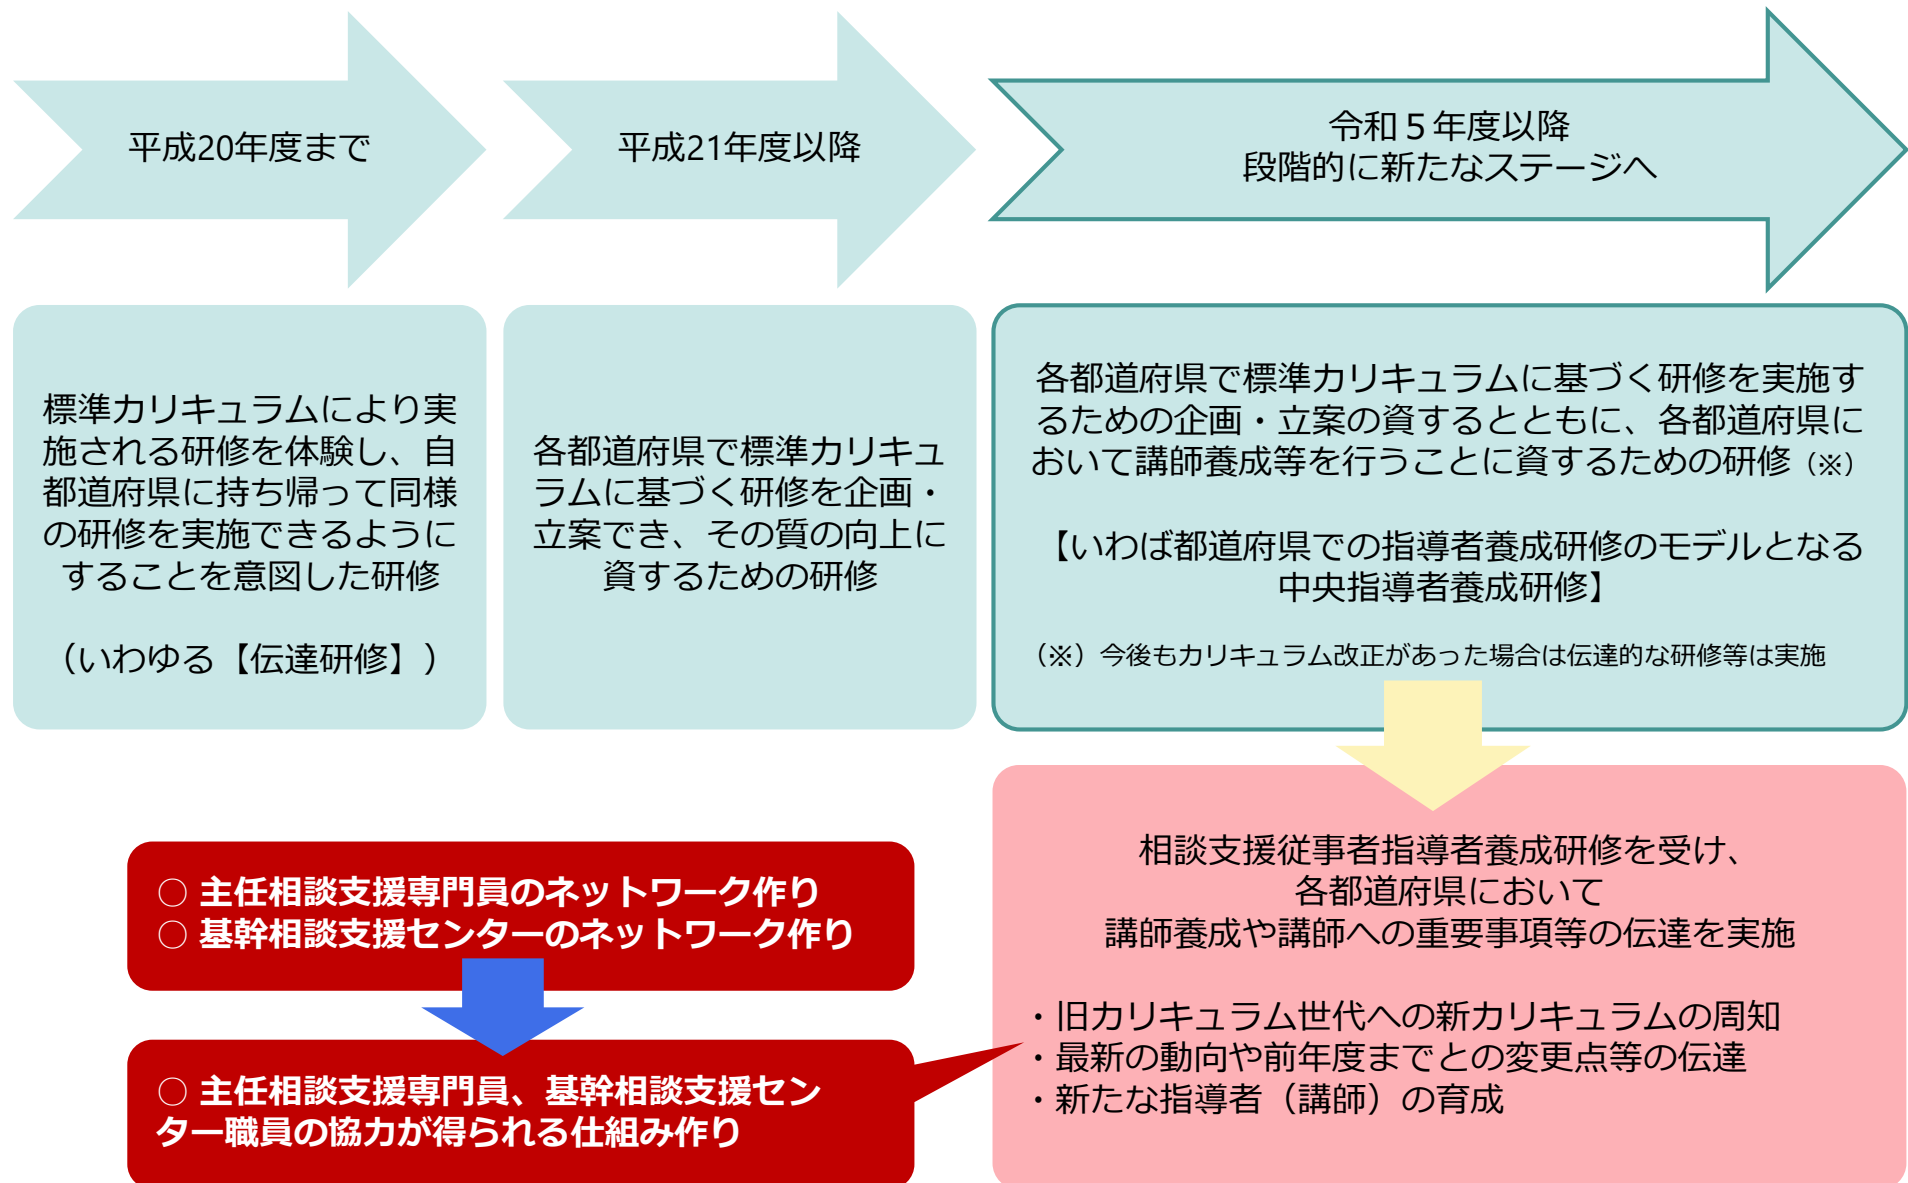 平成20年度まで
平成21年度以降
令和５年度以降
段階的に新たなステージへ
標準カリキュラムにより実
施される研修を体験し、自
都道府県に持ち帰って同様
の研修を実施できるように
することを意図した研修
（いわゆる【伝達研修】）
各都道府県で標準カリキュ
ラムに基づく研修を企画・
立案でき、その質の向上に
資するための研修
各都道府県で標準カリキュラムに基づく研修を実施す
るための企画・立案の資するとともに、各都道府県に
おいて講師養成等を行うことに資するための研修（※）
【いわば都道府県での指導者養成研修のモデルとなる
中央指導者養成研修】
（※）今後もカリキュラム改正があった場合は伝達的な研修等は実施
相談支援従事者指導者養成研修を受け、
各都道府県において
講師養成や講師への重要事項等の伝達を実施
・旧カリキュラム世代への新カリキュラムの周知
・最新の動向や前年度までとの変更点等の伝達
・新たな指導者（講師）の育成
○ 主任相談支援専門員のネットワーク作り
○ 基幹相談支援センターのネットワーク作り
○ 主任相談支援専門員、基幹相談支援セン
ター職員の協力が得られる仕組み作り